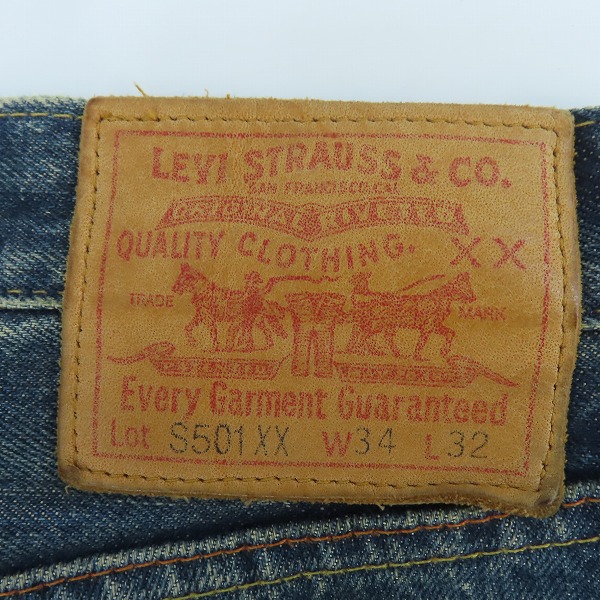 LEVI STRAUSS & CO.
SAN FRANCISCO, CAL.
QUALITY CLOTHING. XX
TRADE MARK
Every Garment Guaranteed
Lot S501XX W34 L32